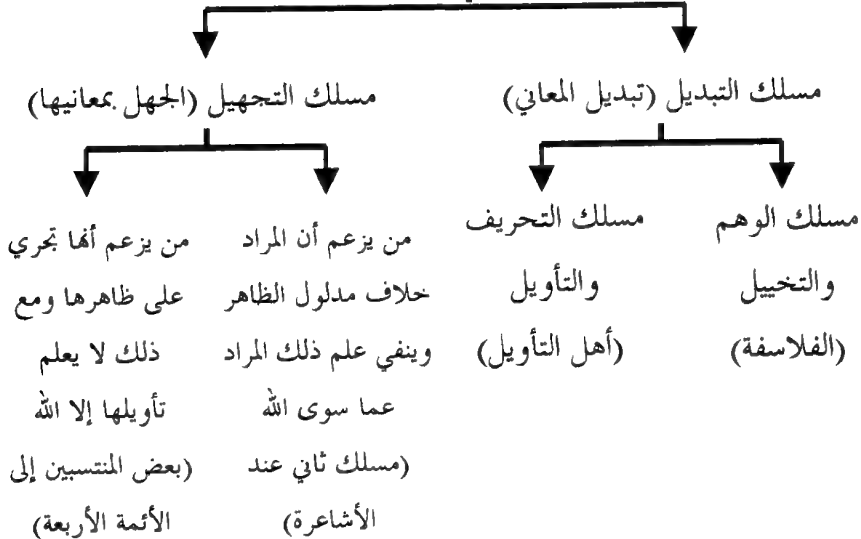 مسلك التبديل (تبديل المعاني)
مسلك التجهيل (الجهل بمعانيها)
مسلك الوهم
والتخييل
(الفلاسفة)
مسلك التحريف
والتأويل
(أهل التأويل)
من يزعم أن المراد
خلاف مدلول الظاهر
وينفي علم ذلك المراد
عما سوى الله
(مسلك ثاني عند
الأشاعرة)
من يزعم أنها تجري
على ظاهرها ومع
ذلك لا يعلم
تأويلها إلا الله
(بعض المنتسبين إلى
الأئمة الأربعة)